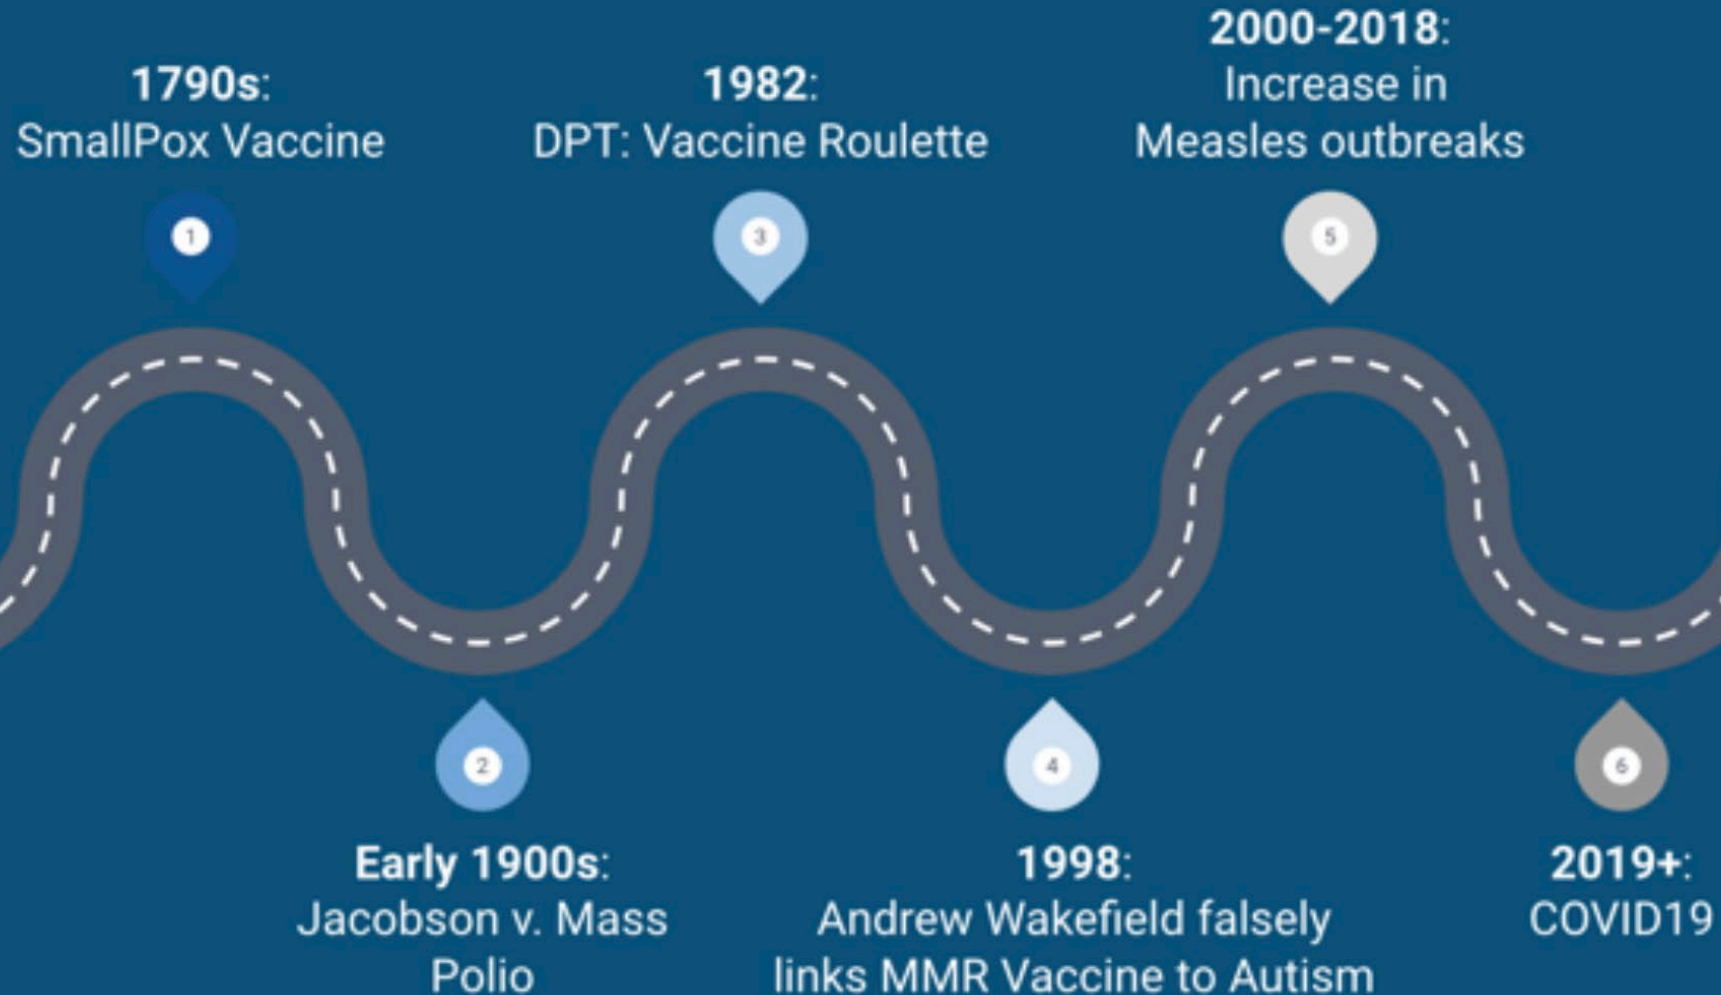 1790s:
SmallPox Vaccine
1
Early 1900s:
Jacobson v. Mass
Polio
2
1982:
DPT: Vaccine Roulette
3
1998:
Andrew Wakefield falsely
links MMR Vaccine to Autism
4
2000-2018:
Increase in
Measles outbreaks
5
2019+:
COVID19
6